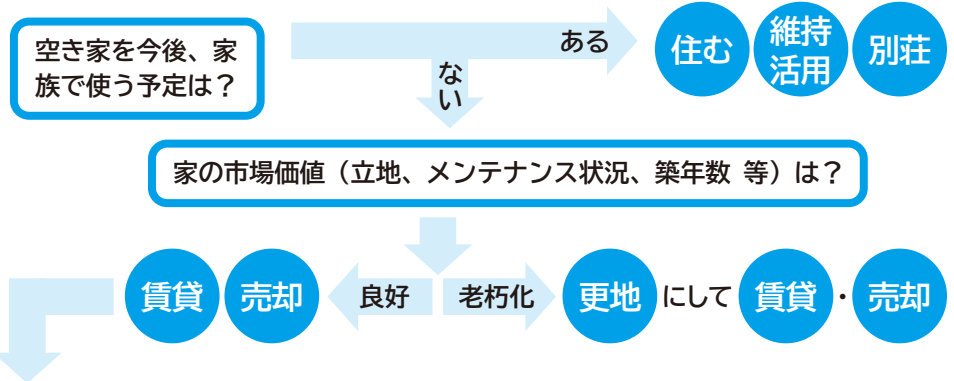 空き家を今後、家
族で使う予定は？
ある
住む
維持
活用
別荘
ない
家の市場価値（立地、メンテナンス状況、築年数 等）は？
賃貸
売却
良好
老朽化
更地 にして 賃貸・売却